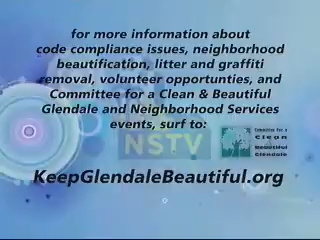 for more information about
code compliance issues, neighborhood
beautification, litter and graffiti
removal, volunteer opportunties, and
Committee for a Clean & Beautiful
Glendale and Neighborhood Services
events, surf to:
NSTV
Committee for a
Clean
Beautiful
Glendale
KeepGlendaleBeautiful.org